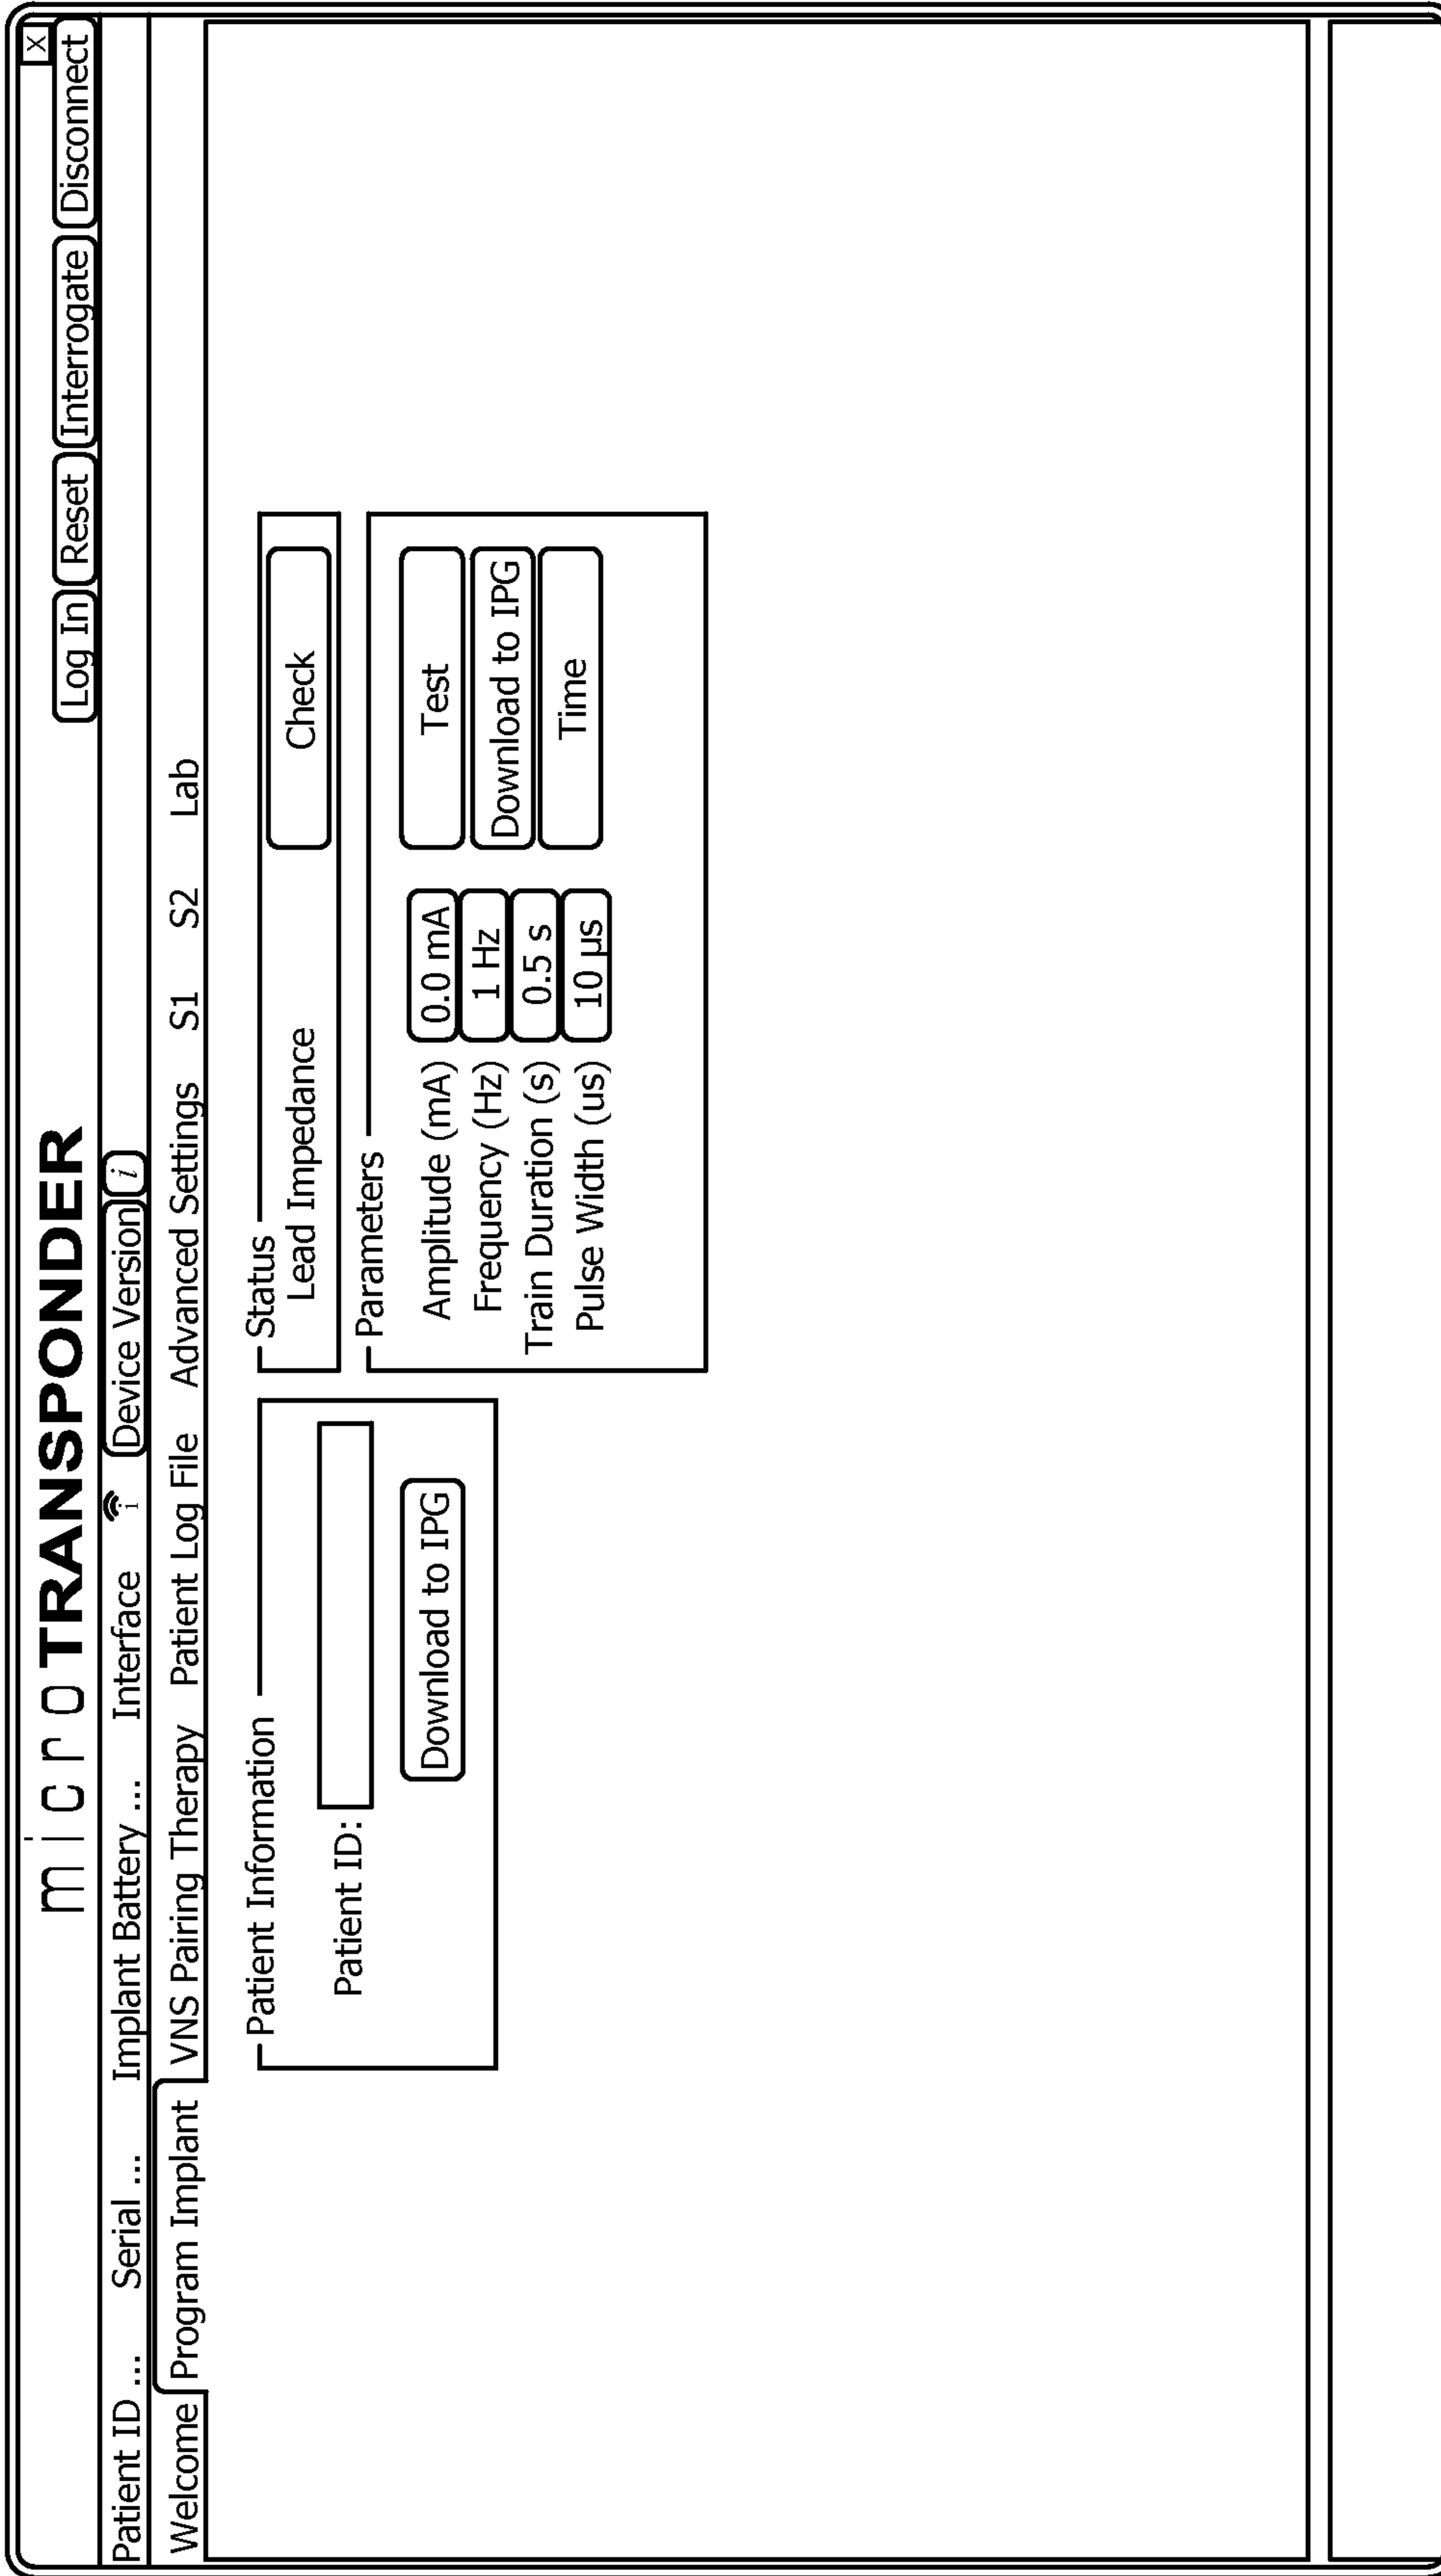 microTRANSPONDER
X
Log In Reset Interrogate Disconnect
Patient ID ... Serial ... Implant Battery ... Interface Device Version i
Welcome Program Implant VNS Pairing Therapy Patient Log File Advanced Settings S1 S2 Lab
Patient Information
Patient ID:
Download to IPG
Status
Lead Impedance Check
Parameters
Amplitude (mA) 0.0 mA Test
Frequency (Hz) 1 Hz Download to IPG
Train Duration (s) 0.5 s Time
Pulse Width (us) 10 µs